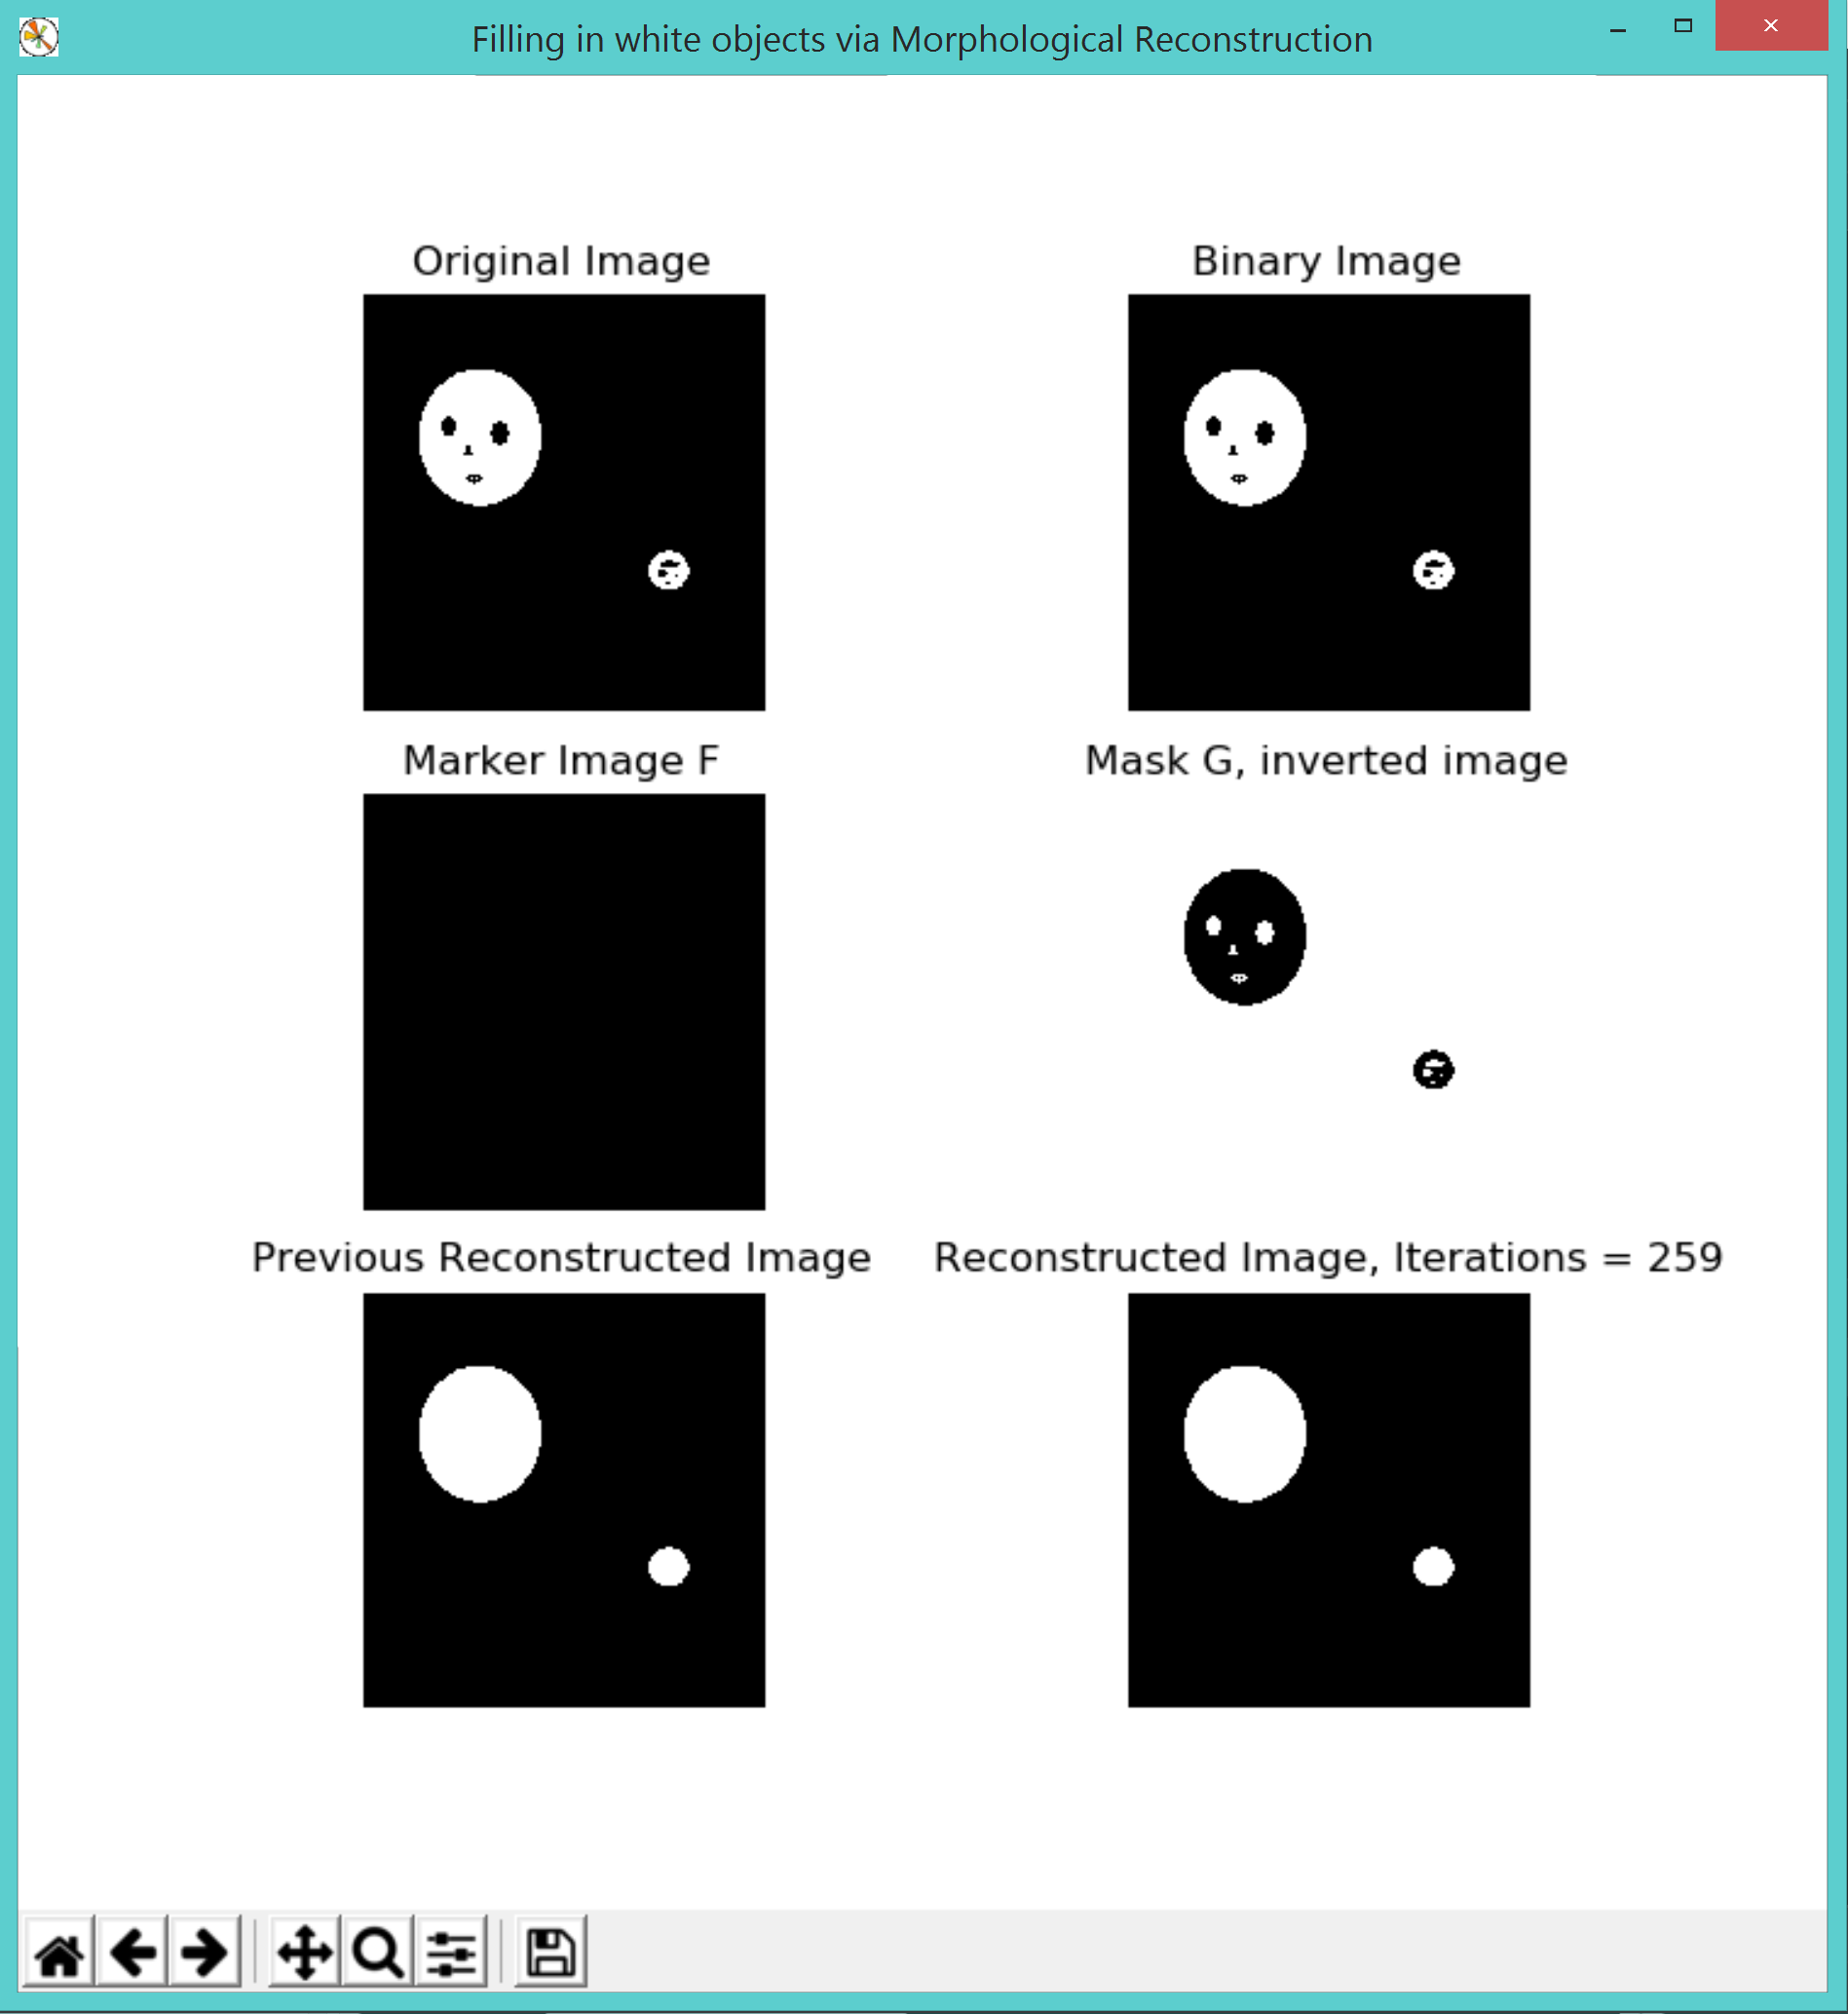 Filling in white objects via Morphological Reconstruction
Original Image
Binary Image
Marker Image F
Mask G, inverted image
Previous Reconstructed Image
Reconstructed Image, Iterations = 259